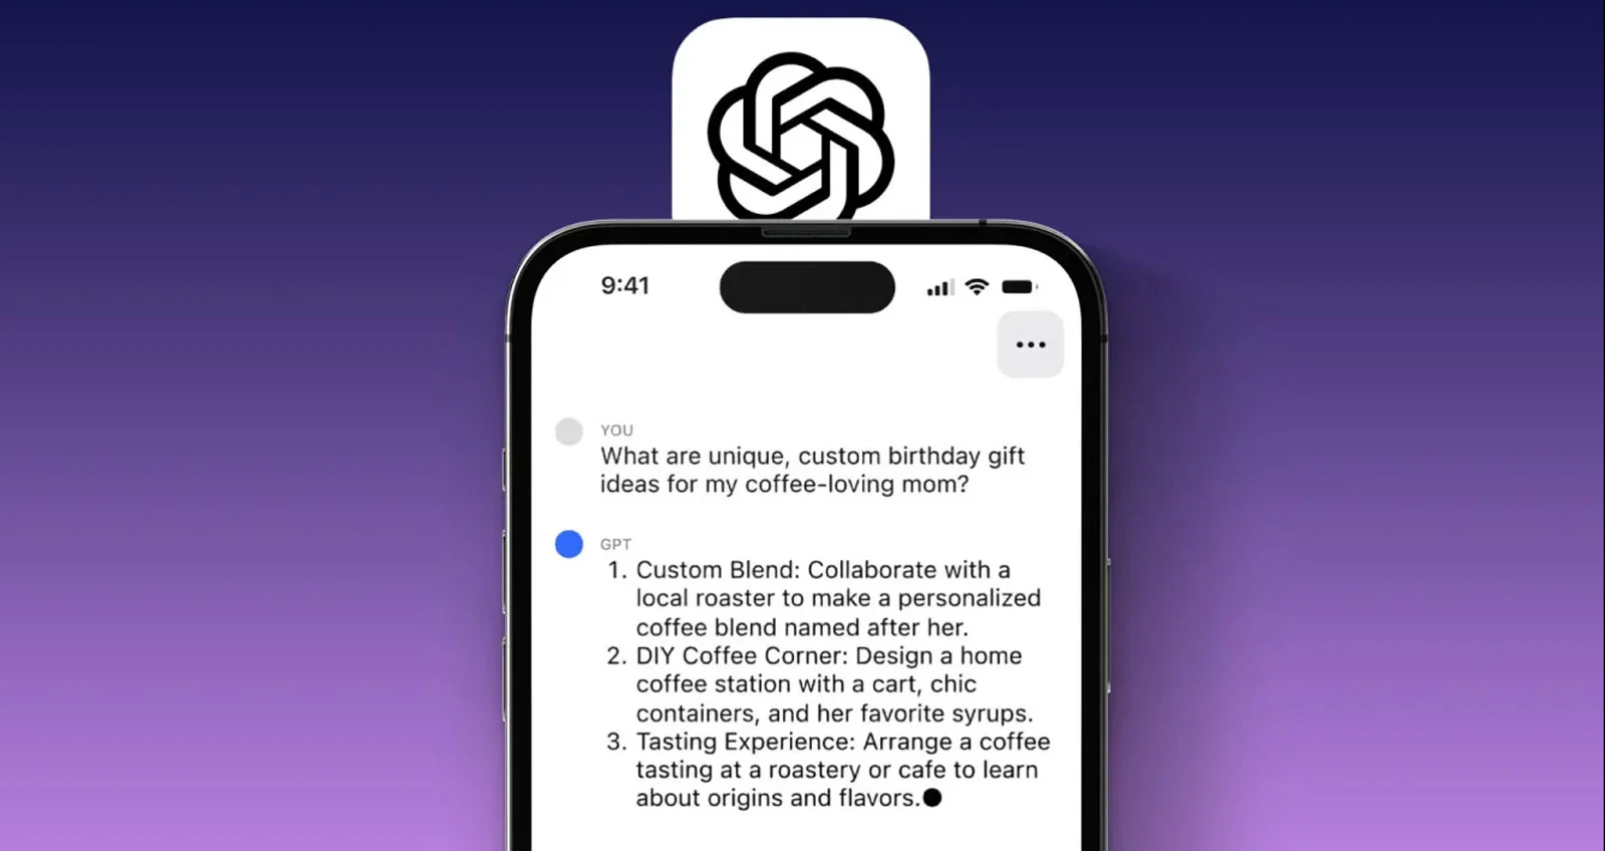 9:41
YOU
What are unique, custom birthday gift
ideas for my coffee-loving mom?
GPT
1. Custom Blend: Collaborate with a
local roaster to make a personalized
coffee blend named after her.
2. DIY Coffee Corner: Design a home
coffee station with a cart, chic
containers, and her favorite syrups.
3. Tasting Experience: Arrange a coffee
tasting at a roastery or cafe to learn
about origins and flavors.